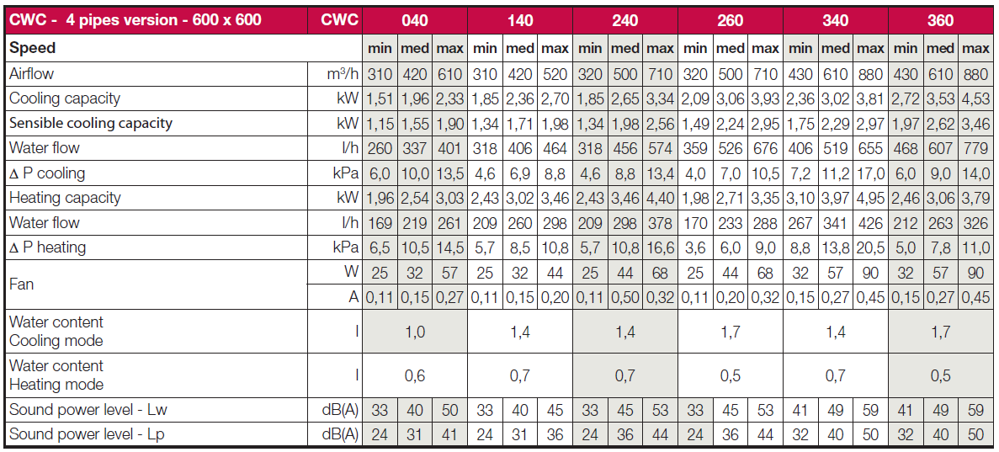 CWC - 4 pipes version - 600 x 600 CWC 040 140 240 260 340 360
Speed min med max min med max min med max min med max min med max min med max
Airflow m³/h 310 420 610 310 420 520 320 500 710 320 500 710 430 610 880 430 610 880
Cooling capacity kW 1,51 1,96 2,33 1,85 2,36 2,70 1,85 2,65 3,34 2,09 3,06 3,93 2,36 3,02 3,81 2,72 3,53 4,53
Sensible cooling capacity kW 1,15 1,55 1,90 1,34 1,71 1,98 1,34 1,98 2,56 1,49 2,24 2,95 1,75 2,29 2,97 1,97 2,62 3,46
Water flow l/h 260 337 401 318 406 464 318 456 574 359 526 676 406 519 655 468 607 779
Δ P cooling kPa 6,0 10,0 13,5 4,6 6,9 8,8 4,6 8,8 13,4 4,0 7,0 10,5 7,2 11,2 17,0 6,0 9,0 14,0
Heating capacity kW 1,96 2,54 3,03 2,43 3,02 3,46 2,43 3,46 4,40 1,98 2,71 3,35 3,10 3,97 4,95 2,46 3,06 3,79
Water flow l/h 169 219 261 209 260 298 209 298 378 170 233 288 267 341 426 212 263 326
Δ P heating kPa 6,5 10,5 14,5 5,7 8,5 10,8 5,7 10,8 16,6 3,6 6,0 9,0 8,8 13,8 20,5 5,0 7,8 11,0
Fan W 25 32 57 25 32 44 25 44 68 25 44 68 32 57 90 32 57 90
A 0,11 0,15 0,27 0,11 0,15 0,20 0,11 0,50 0,32 0,11 0,20 0,32 0,15 0,27 0,45 0,15 0,27 0,45
Water content
Cooling mode l 1,0 1,4 1,4 1,7 1,4 1,7
Water content
Heating mode l 0,6 0,7 0,7 0,5 0,7 0,5
Sound power level - Lw dB(A) 33 40 50 33 40 45 33 45 53 33 45 53 41 49 59 41 49 59
Sound power level - Lp dB(A) 24 31 41 24 31 36 24 36 44 24 36 44 32 40 50 32 40 50